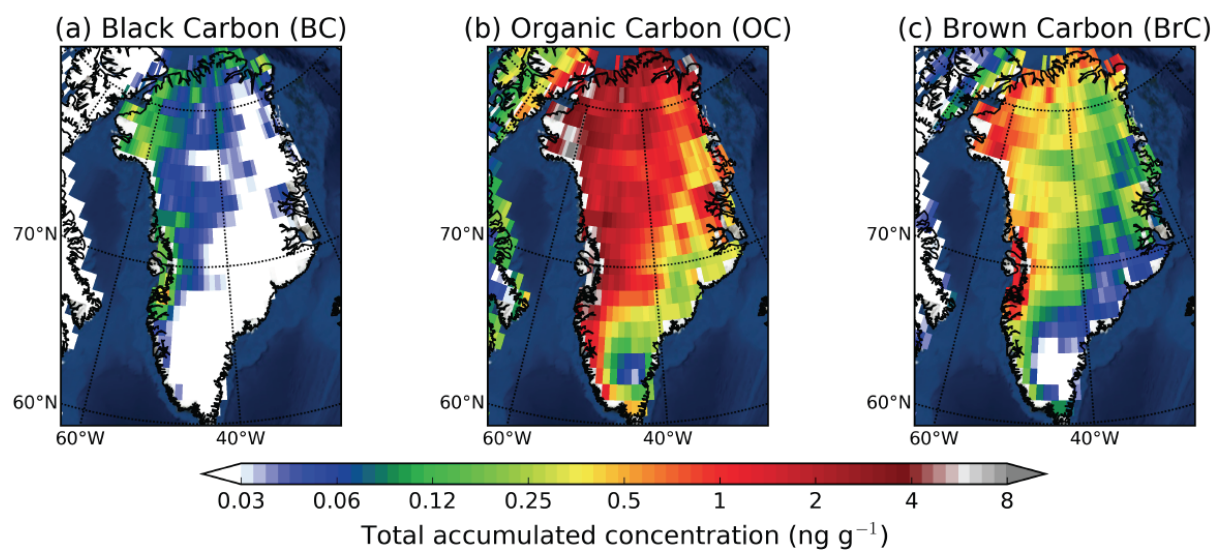 (a) Black Carbon (BC) (b) Organic Carbon (OC) (c) Brown Carbon (BrC)
70°N 70°N 70°N
60°N 60°N 60°N
60°W 40°W 60°W 40°W 60°W 40°W
0.03 0.06 0.12 0.25 0.5 1 2 4 8
Total accumulated concentration (ng g⁻¹)